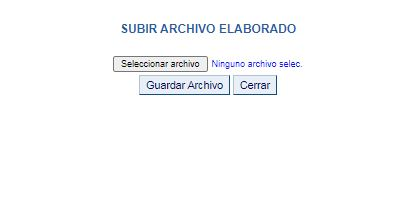 SUBIR ARCHIVO ELABORADO
Seleccionar archivo Ninguno archivo selec.
Guardar Archivo Cerrar